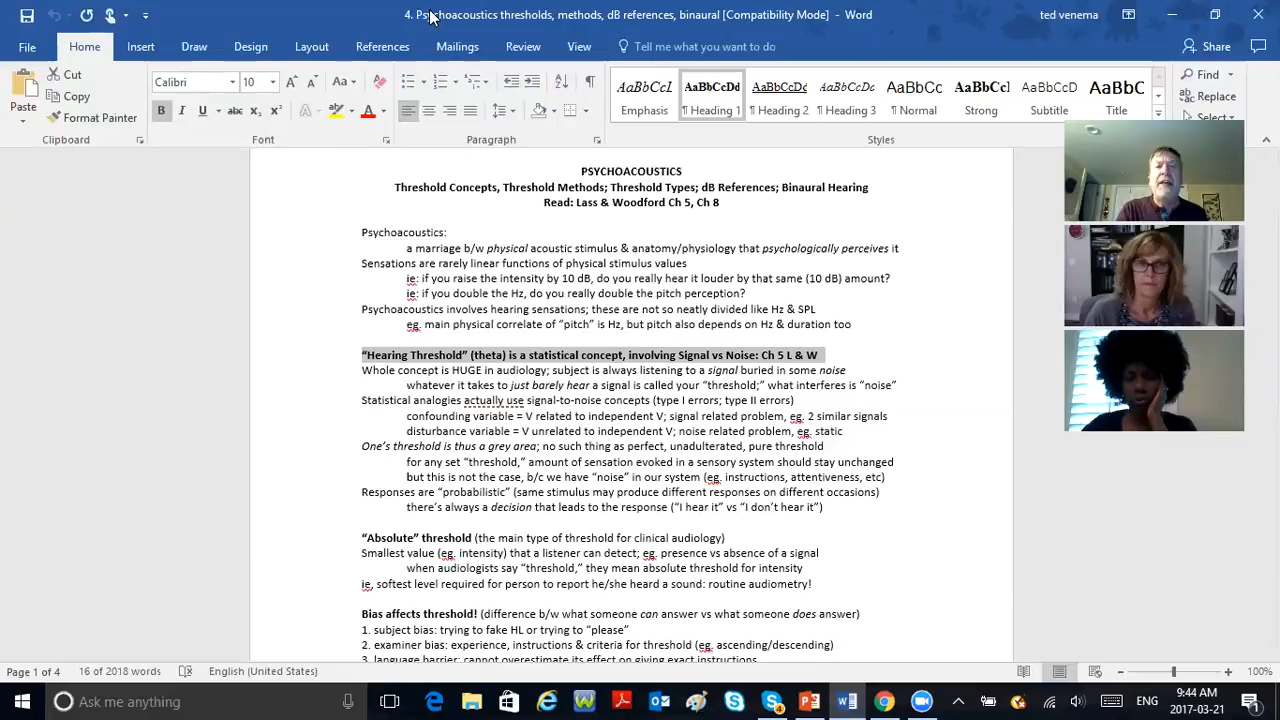 4. Psychoacoustics thresholds, methods, dB references, binaural [Compatibility Mode] - Word
ted venema
File Home Insert Draw Design Layout References Mailings Review View Tell me what you want to do Share
Paste
Cut
Copy
Format Painter
Clipboard
Calibri 10
Font
Paragraph
AaBbCcL Emphasis
AaBbCcDd ¶ Heading 1
AaBbCcDd ¶ Heading 2
AaBbCcDd ¶ Heading 3
AaBbCc ¶ Normal
AaBbCc Strong
AaBbCcD Subtitle
AaBbC Title
Styles
Find
Replace
Select
PSYCHOACOUSTICS
Threshold Concepts, Threshold Methods; Threshold Types; dB References; Binaural Hearing
Read: Lass & Woodford Ch 5, Ch 8
Psychoacoustics:
a marriage b/w physical acoustic stimulus & anatomy/physiology that psychologically perceives it
Sensations are rarely linear functions of physical stimulus values
ie: if you raise the intensity by 10 dB, do you really hear it louder by that same (10 dB) amount?
ie: if you double the Hz, do you really double the pitch perception?
Psychoacoustics involves hearing sensations; these are not so neatly divided like Hz & SPL
eg. main physical correlate of “pitch” is Hz, but pitch also depends on Hz & duration too
“Hearing Threshold” (theta) is a statistical concept, involving Signal vs Noise: Ch 5 L & W
Whole concept is HUGE in audiology; subject is always listening to a signal buried in some noise
whatever it takes to just barely hear a signal is called your “threshold;” what interferes is “noise”
Statistical analogies actually use signal-to-noise concepts (type I errors; type II errors)
confounding variable = V related to independent V; signal related problem, eg. 2 similar signals
disturbance variable = V unrelated to independent V; noise related problem, eg. static
One’s threshold is thus a grey area; no such thing as perfect, unadulterated, pure threshold
for any set “threshold,” amount of sensation evoked in a sensory system should stay unchanged
but this is not the case, b/c we have “noise” in our system (eg. instructions, attentiveness, etc)
Responses are “probabilistic” (same stimulus may produce different responses on different occasions)
there’s always a decision that leads to the response (“I hear it” vs “I don’t hear it”)
“Absolute” threshold (the main type of threshold for clinical audiology)
Smallest value (eg. intensity) that a listener can detect; eg. presence vs absence of a signal
when audiologists say “threshold,” they mean absolute threshold for intensity
ie, softest level required for person to report he/she heard a sound: routine audiometry!
Bias affects threshold! (difference b/w what someone can answer vs what someone does answer)
1. subject bias: trying to fake HL or trying to “please”
2. examiner bias: experience, instructions & criteria for threshold (eg. ascending/descending)
3. language barrier: cannot overestimate its effect on giving exact instructions
Page 1 of 4 16 of 2018 words English (United States) 100%
Ask me anything
ENG
9:44 AM
2017-03-21